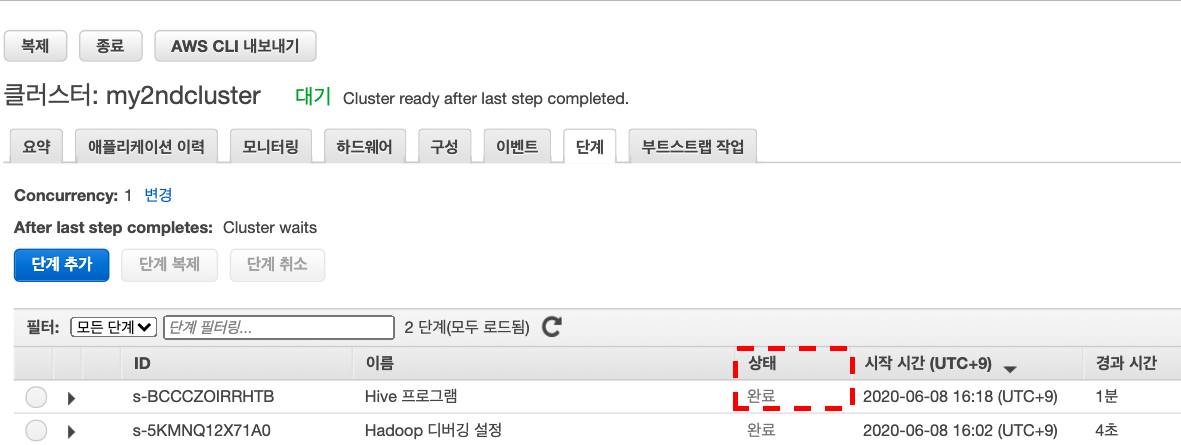 복제 종료 AWS CLI 내보내기
클러스터: my2ndcluster 대기 Cluster ready after last step completed.
요약 애플리케이션 이력 모니터링 하드웨어 구성 이벤트 단계 부트스트랩 작업
Concurrency: 1 변경
After last step completes: Cluster waits
단계 추가 단계 복제 단계 취소
필터: 모든 단계 단계 필터링... 2 단계(모두 로드됨)
ID 이름 상태 시작 시간 (UTC+9) 경과 시간
s-BCCCZOIRRHTB Hive 프로그램 완료 2020-06-08 16:18 (UTC+9) 1분
s-5KMNQ12X71A0 Hadoop 디버깅 설정 완료 2020-06-08 16:02 (UTC+9) 4초